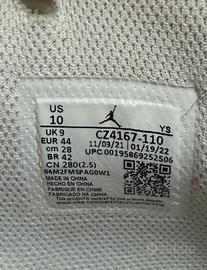 US
10
YS
UK 9
EUR 44
cm 28
BR 42
CN 280(2.5)
CZ4167-110
11/03/21
01/19/22
UPC 00195869252506
04M2FMSPAG0W1
MADE IN CHINA
HECHO EN CHINA
FABRIQUE EN CHINE
FABRICADO NA CHINA